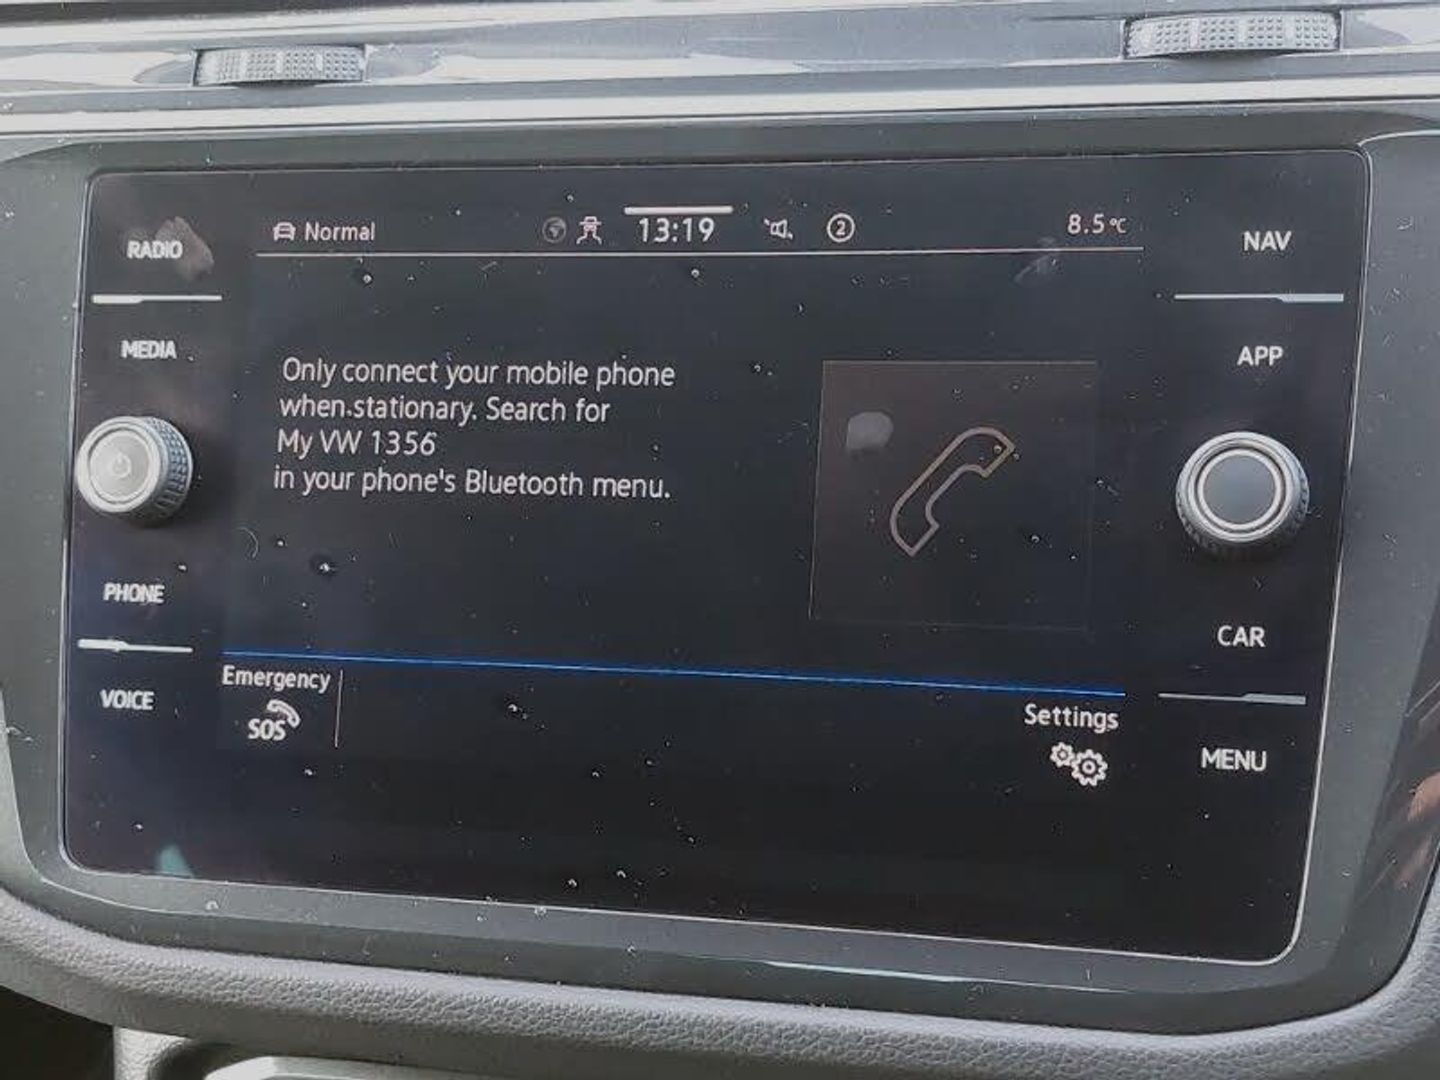 Normal 13:19 2 8.5°C
RADIO
MEDIA
PHONE
VOICE
Only connect your mobile phone
when stationary. Search for
My VW 1356
in your phone's Bluetooth menu.
Emergency
SOS
Settings
NAV
APP
CAR
MENU